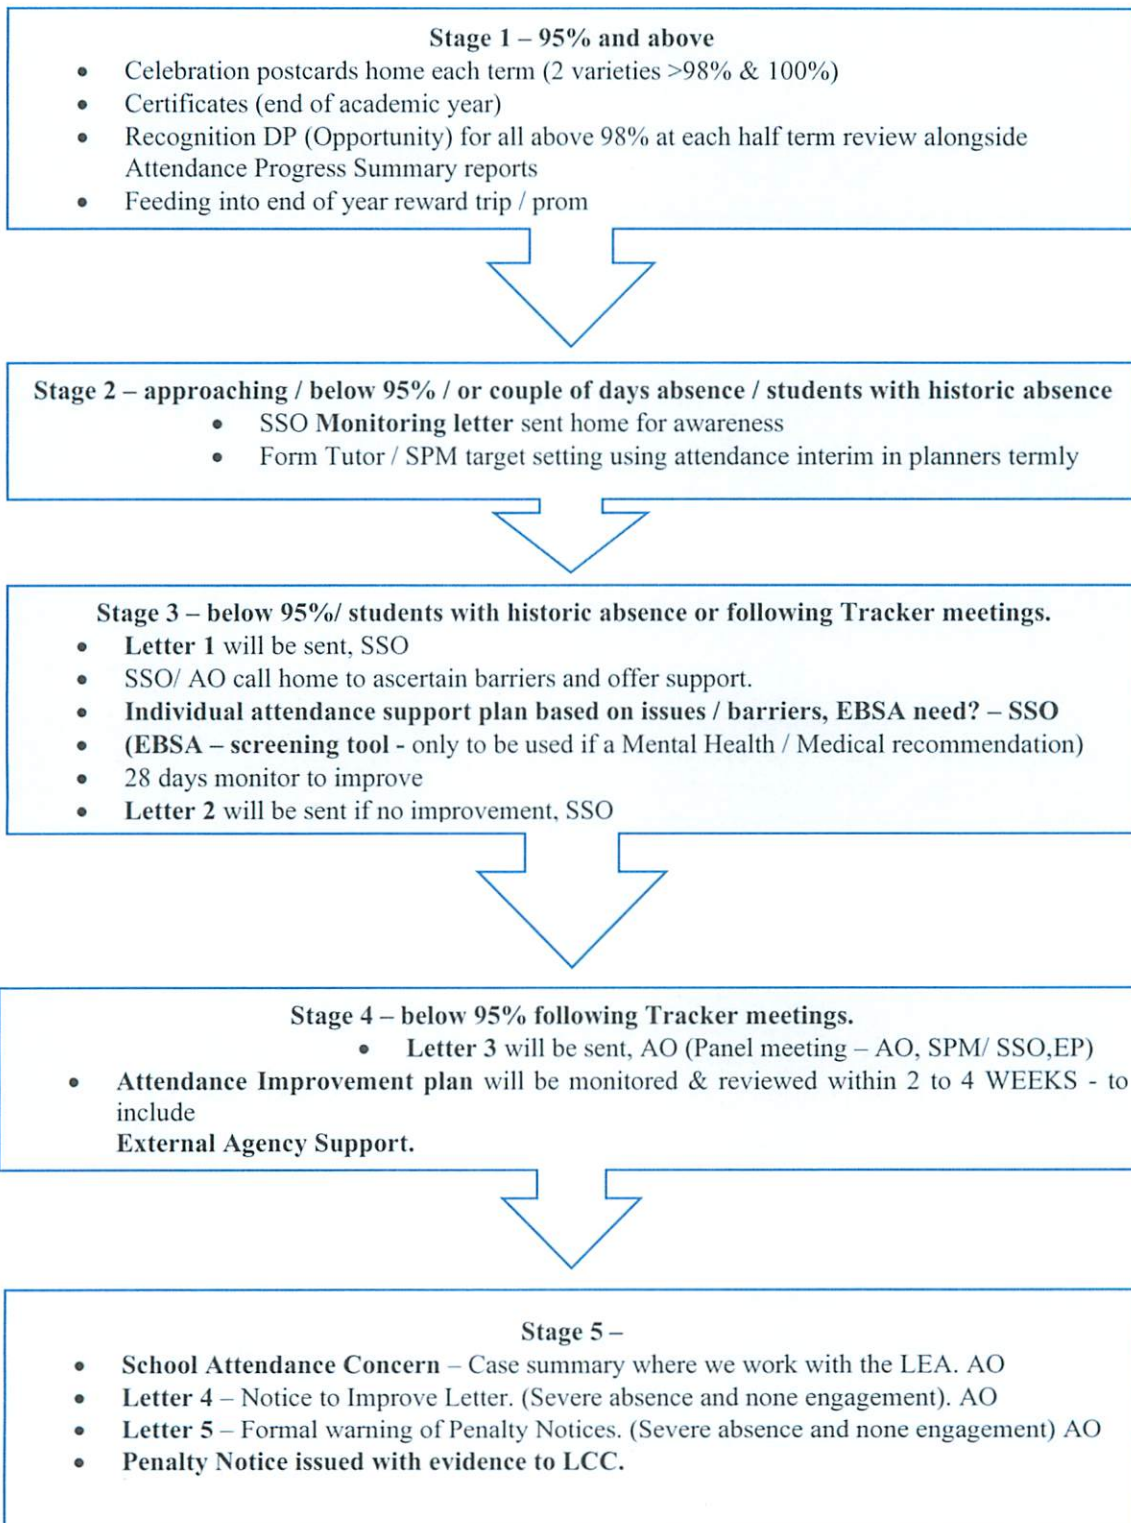 Stage 1 – 95% and above
• Celebration postcards home each term (2 varieties >98% & 100%)
• Certificates (end of academic year)
• Recognition DP (Opportunity) for all above 98% at each half term review alongside
Attendance Progress Summary reports
• Feeding into end of year reward trip / prom
Stage 2 – approaching / below 95% / or couple of days absence / students with historic absence
• SSO Monitoring letter sent home for awareness
• Form Tutor / SPM target setting using attendance interim in planners termly
Stage 3 – below 95%/ students with historic absence or following Tracker meetings.
• Letter 1 will be sent, SSO
• SSO/ AO call home to ascertain barriers and offer support.
• Individual attendance support plan based on issues / barriers, EBSA need? – SSO
• (EBSA – screening tool - only to be used if a Mental Health / Medical recommendation)
• 28 days monitor to improve
• Letter 2 will be sent if no improvement, SSO
Stage 4 – below 95% following Tracker meetings.
• Letter 3 will be sent, AO (Panel meeting – AO, SPM/ SSO,EP)
• Attendance Improvement plan will be monitored & reviewed within 2 to 4 WEEKS - to
include
External Agency Support.
Stage 5 –
• School Attendance Concern – Case summary where we work with the LEA. AO
• Letter 4 – Notice to Improve Letter. (Severe absence and none engagement). AO
• Letter 5 – Formal warning of Penalty Notices. (Severe absence and none engagement) AO
• Penalty Notice issued with evidence to LCC.